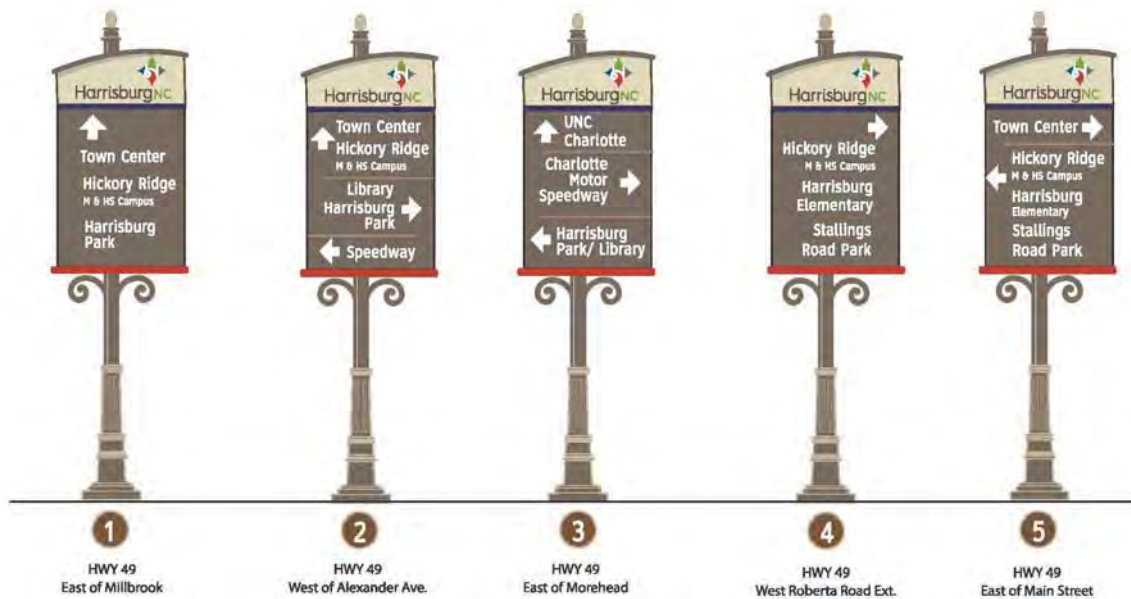 HarrisburgNC
Town Center
Hickory Ridge
M & HS Campus
Harrisburg
Park
1
HWY 49
East of Millbrook
HarrisburgNC
Town Center
Hickory Ridge
M & HS Campus
Library
Harrisburg
Park
Speedway
2
HWY 49
West of Alexander Ave.
HarrisburgNC
UNC
Charlotte
Charlotte
Motor
Speedway
Harrisburg
Park/ Library
3
HWY 49
East of Morehead
HarrisburgNC
Hickory Ridge
M & HS Campus
Harrisburg
Elementary
Stallings
Road Park
4
HWY 49
West Roberta Road Ext.
HarrisburgNC
Town Center
Hickory Ridge
M & HS Campus
Harrisburg
Elementary
Stallings
Road Park
5
HWY 49
East of Main Street